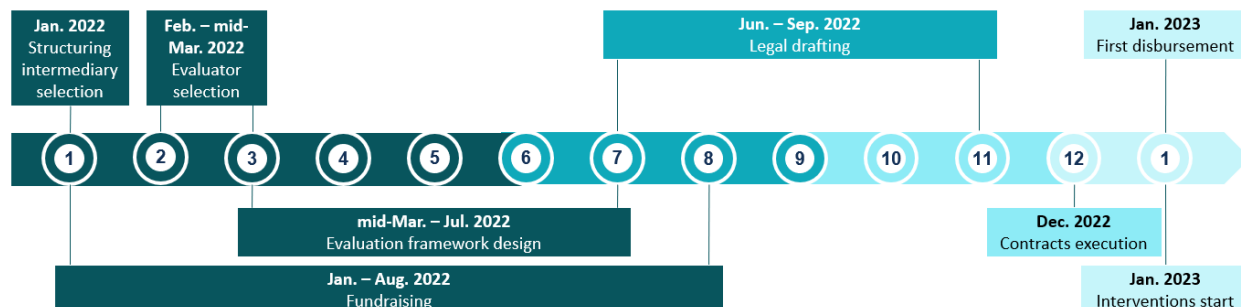 Jan. 2022
Structuring
intermediary
selection
Feb. – mid-
Mar. 2022
Evaluator
selection
Jun. – Sep. 2022
Legal drafting
Jan. 2023
First disbursement
1
2
3
4
5
6
7
8
9
10
11
12
1
mid-Mar. – Jul. 2022
Evaluation framework design
Dec. 2022
Contracts execution
Jan. – Aug. 2022
Fundraising
Jan. 2023
Interventions start